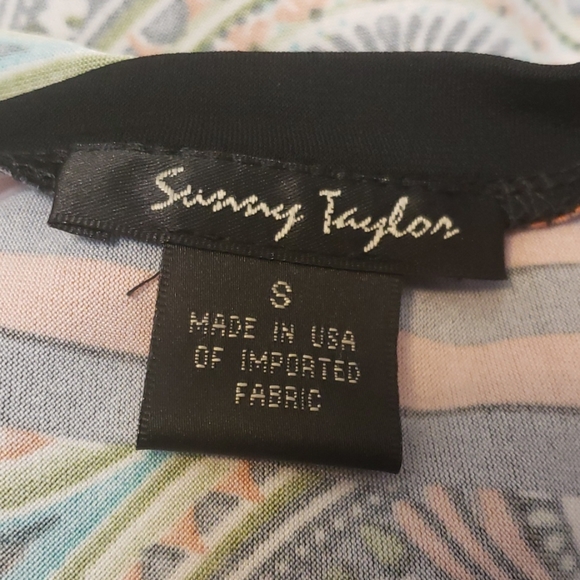 Sunny Taylor
S
MADE IN USA
OF IMPORTED
FABRIC